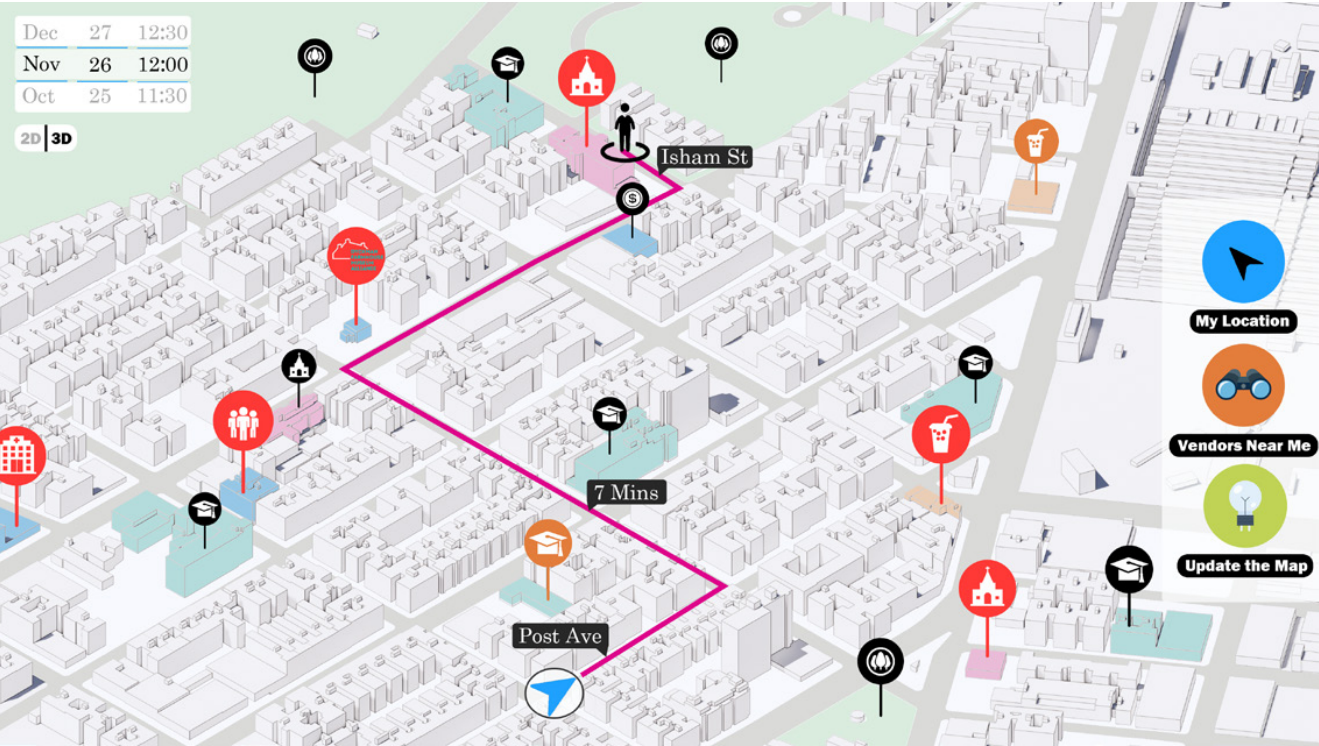 Dec 27 12:30
Nov 26 12:00
Oct 25 11:30
2D 3D
Isham St
$
My Location
Vendors Near Me
7 Mins
Update the Map
Post Ave